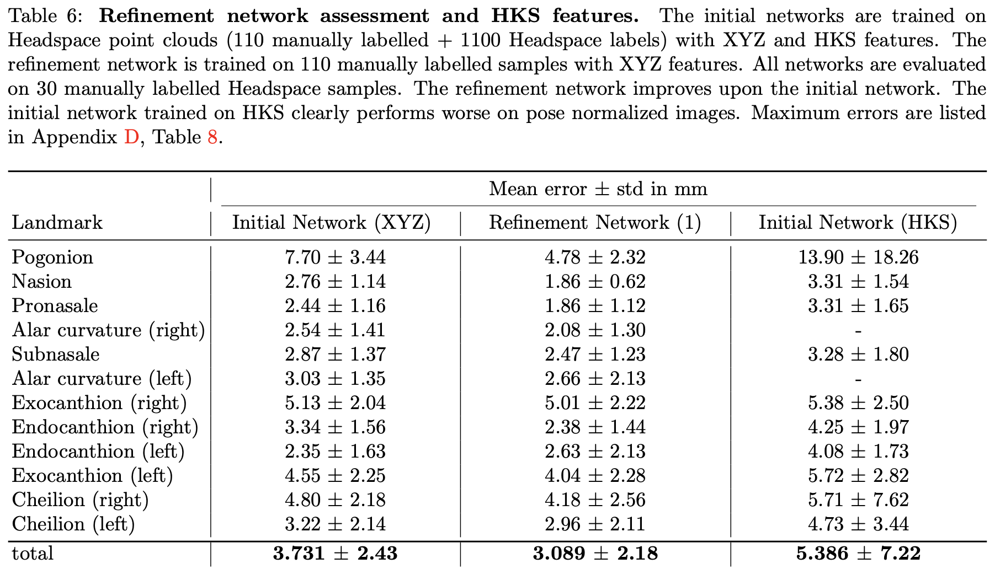 Table 6: Refinement network assessment and HKS features. The initial networks are trained on
Headspace point clouds (110 manually labelled + 1100 Headspace labels) with XYZ and HKS features. The
refinement network is trained on 110 manually labelled samples with XYZ features. All networks are evaluated
on 30 manually labelled Headspace samples. The refinement network improves upon the initial network. The
initial network trained on HKS clearly performs worse on pose normalized images. Maximum errors are listed
in Appendix D, Table 8.
Mean error ± std in mm
Landmark Initial Network (XYZ) Refinement Network (1) Initial Network (HKS)
Pogonion 7.70 ± 3.44 4.78 ± 2.32 13.90 ± 18.26
Nasion 2.76 ± 1.14 1.86 ± 0.62 3.31 ± 1.54
Pronasale 2.44 ± 1.16 1.86 ± 1.12 3.31 ± 1.65
Alar curvature (right) 2.54 ± 1.41 2.08 ± 1.30 -
Subnasale 2.87 ± 1.37 2.47 ± 1.23 3.28 ± 1.80
Alar curvature (left) 3.03 ± 1.35 2.66 ± 2.13 -
Exocanthion (right) 5.13 ± 2.04 5.01 ± 2.22 5.38 ± 2.50
Endocanthion (right) 3.34 ± 1.56 2.38 ± 1.44 4.25 ± 1.97
Endocanthion (left) 2.35 ± 1.63 2.63 ± 2.13 4.08 ± 1.73
Exocanthion (left) 4.55 ± 2.25 4.04 ± 2.28 5.72 ± 2.82
Cheilion (right) 4.80 ± 2.18 4.18 ± 2.56 5.71 ± 7.62
Cheilion (left) 3.22 ± 2.14 2.96 ± 2.11 4.73 ± 3.44
total 3.731 ± 2.43 3.089 ± 2.18 5.386 ± 7.22